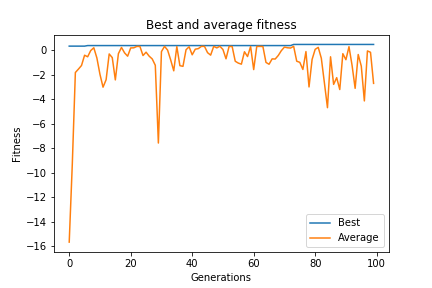 Best and average fitness
Fitness
0
−2
−4
−6
−8
−10
−12
−14
−16
0 20 40 60 80 100
Generations
Best
Average